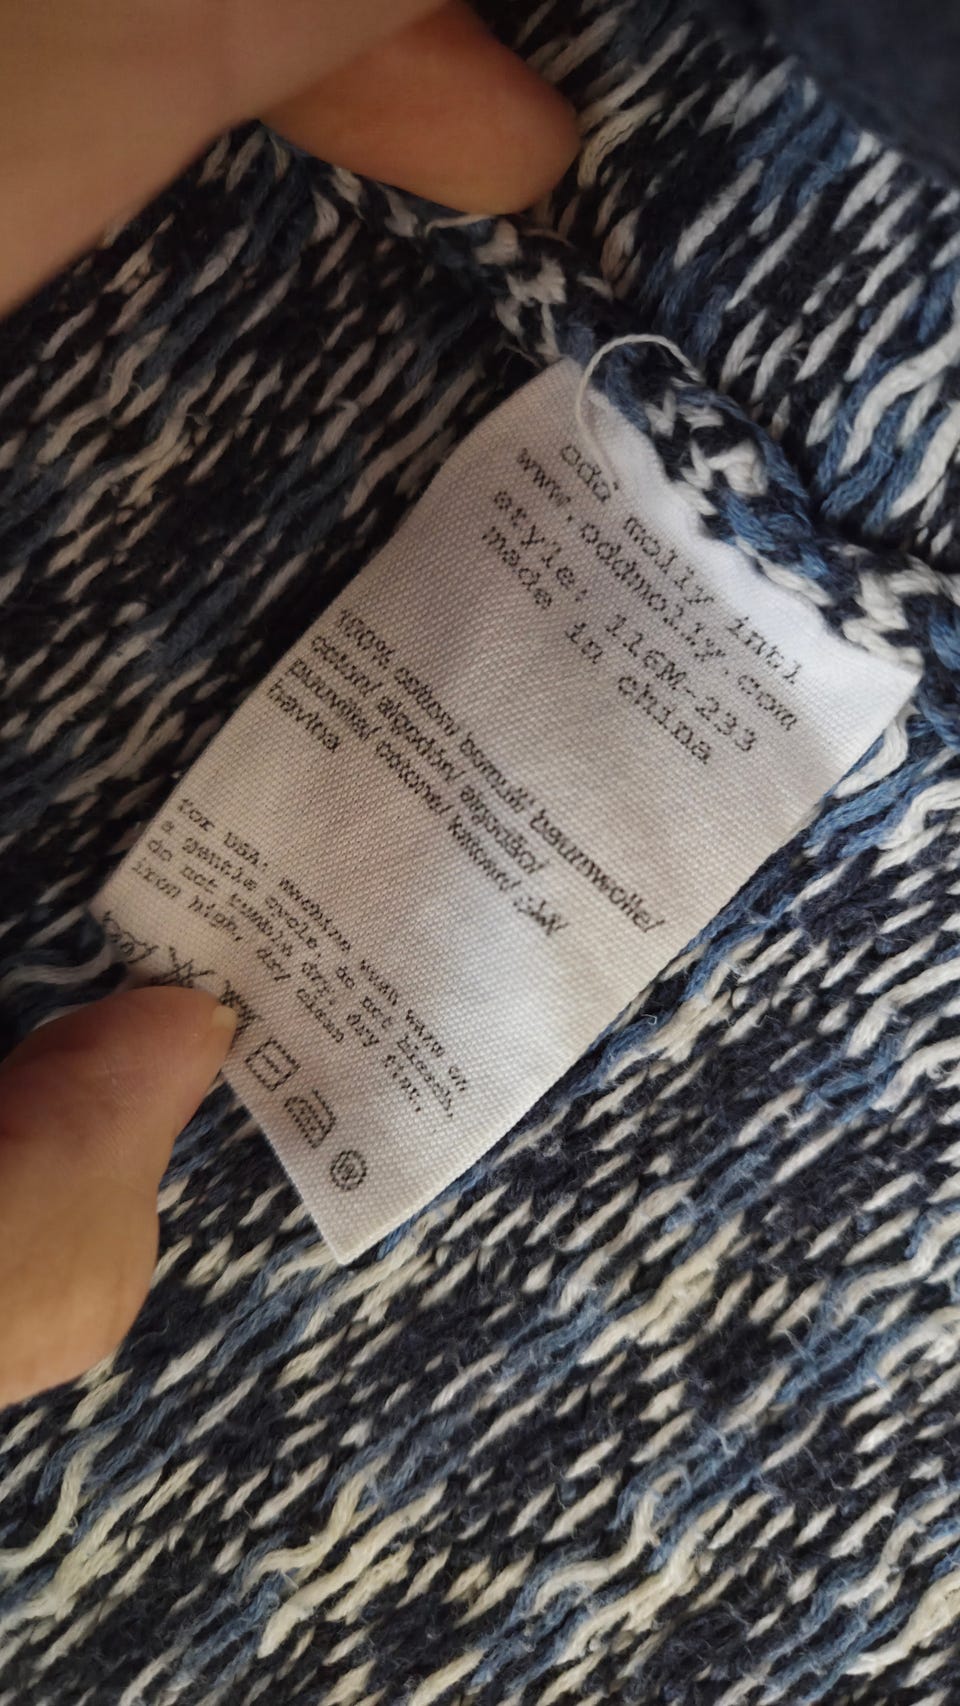 odd molly intl
www.oddmolly.com
style: 116M-233
made in china
100% cotton/ bomull/ baumwolle/
coton/ algodón/ algodão/
puuvilla/ cotone/ katoen/
bavlna
for USA: machine wash warm on
a gentle cycle, do not bleach,
do not tumble dry, dry flat,
iron high, dry clean